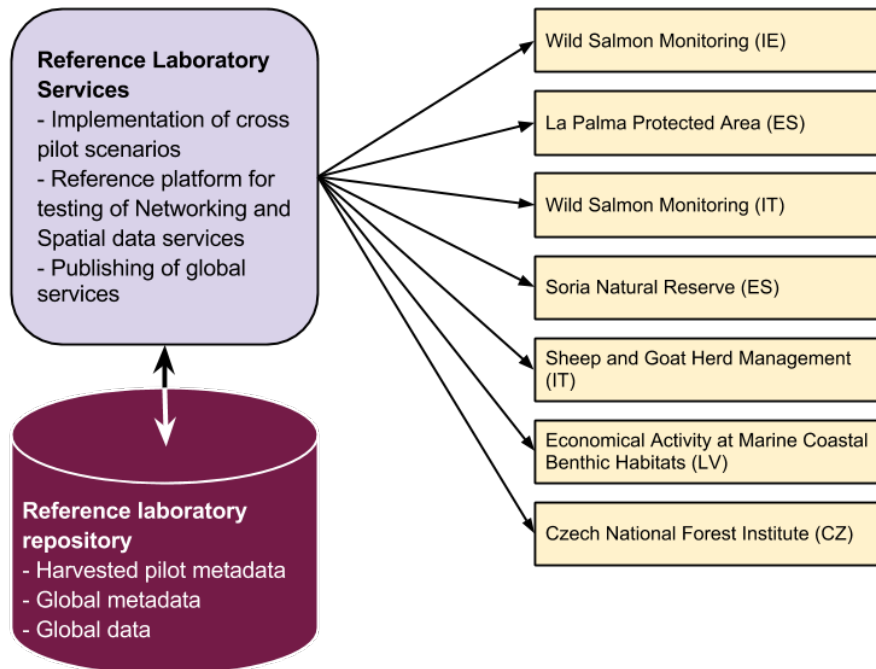 Reference Laboratory
Services
- Implementation of cross
pilot scenarios
- Reference platform for
testing of Networking and
Spatial data services
- Publishing of global
services
Reference laboratory
repository
- Harvested pilot metadata
- Global metadata
- Global data
Wild Salmon Monitoring (IE)
La Palma Protected Area (ES)
Wild Salmon Monitoring (IT)
Soria Natural Reserve (ES)
Sheep and Goat Herd Management
(IT)
Economical Activity at Marine Coastal
Benthic Habitats (LV)
Czech National Forest Institute (CZ)